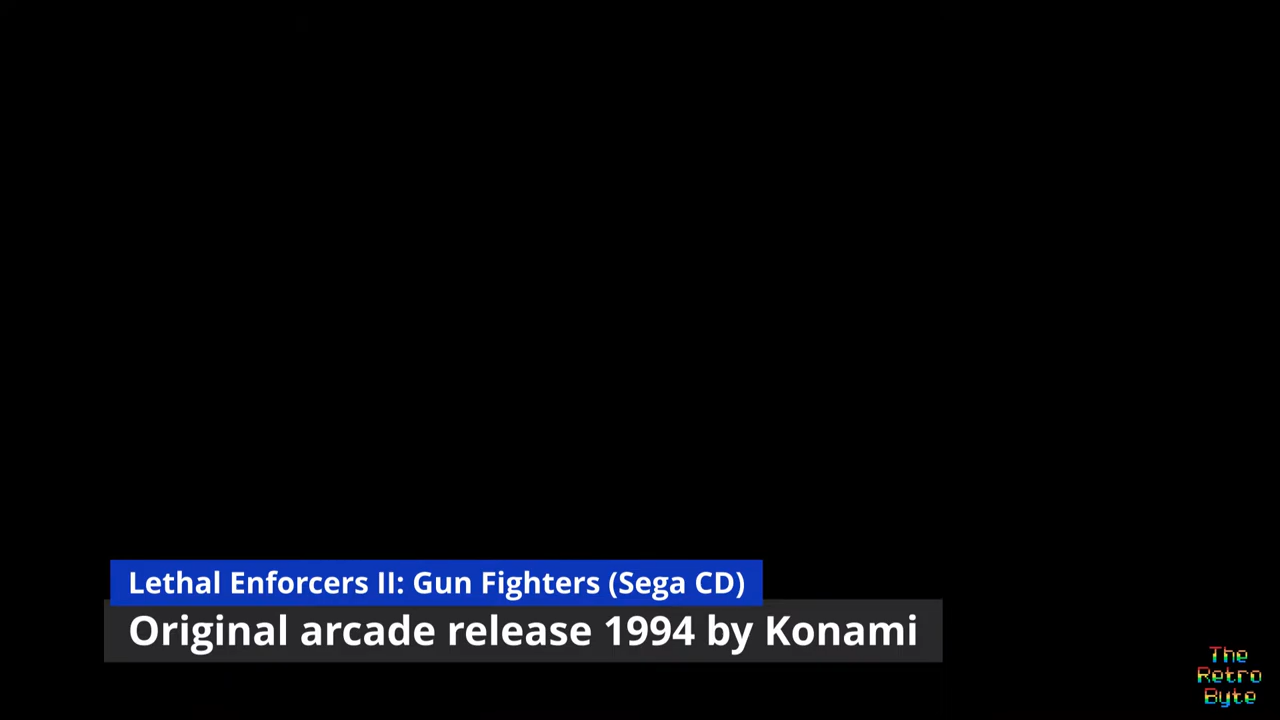 Lethal Enforcers II: Gun Fighters (Sega CD)
Original arcade release 1994 by Konami
The
Retro
Byte